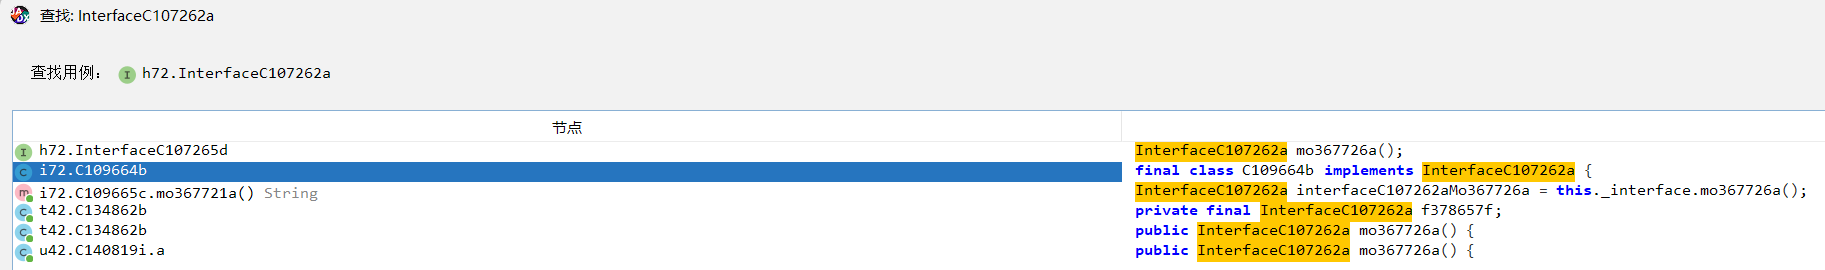 查找: InterfaceC107262a
查找用例： I h72.InterfaceC107262a
节点
I h72.InterfaceC107265d InterfaceC107262a mo367726a();
C i72.C109664b final class C109664b implements InterfaceC107262a {
m i72.C109665c.mo367721a() String InterfaceC107262a interfaceC107262aMo367726a = this._interface.mo367726a();
C t42.C134862b private final InterfaceC107262a f378657f;
C t42.C134862b public InterfaceC107262a mo367726a() {
C u42.C140819i.a public InterfaceC107262a mo367726a() {